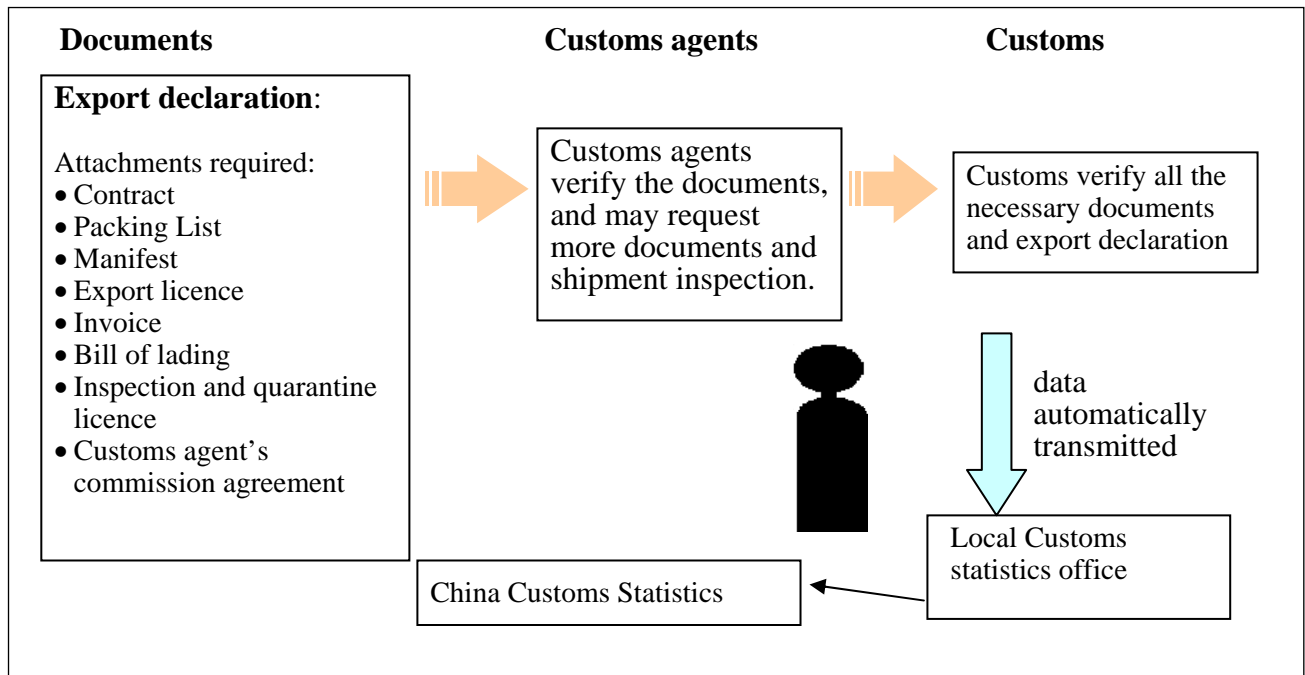 Documents
Customs agents
Customs
Export declaration:
Attachments required:
• Contract
• Packing List
• Manifest
• Export licence
• Invoice
• Bill of lading
• Inspection and quarantine
licence
• Customs agent’s
commission agreement
Customs agents
verify the documents,
and may request
more documents and
shipment inspection.
Customs verify all the
necessary documents
and export declaration
data
automatically
transmitted
Local Customs
statistics office
China Customs Statistics